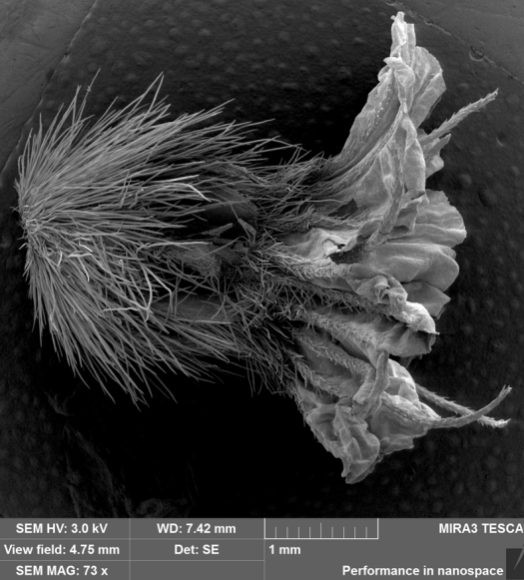 SEM HV: 3.0 kV
WD: 7.42 mm
MIRA3 TESCA
View field: 4.75 mm
Det: SE
1 mm
SEM MAG: 73 x
Performance in nanospace